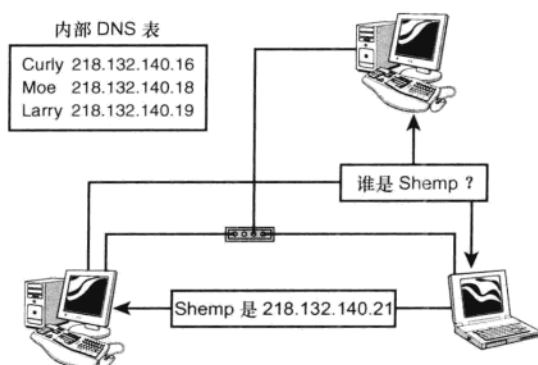 内部 DNS 表
Curly 218.132.140.16
Moe 218.132.140.18
Larry 218.132.140.19
谁是 Shemp ?
Shemp 是 218.132.140.21